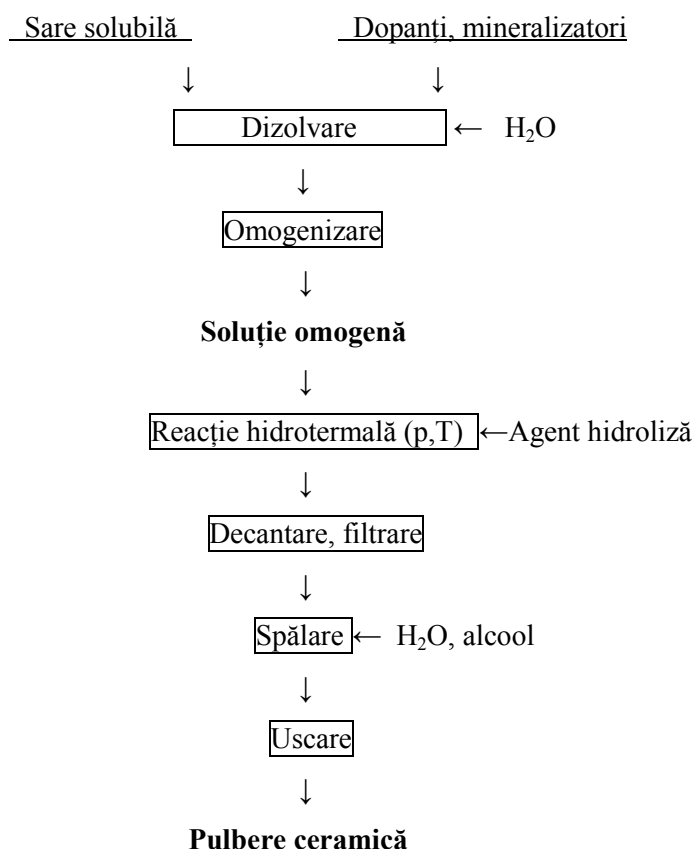 Sare solubilă Dopanți, mineralizatori
↓ ↓
Dizolvare ← H₂O
↓
Omogenizare
↓
Soluție omogenă
↓
Reacție hidrotermală (p,T) ←Agent hidroliză
↓
Decantare, filtrare
↓
Spălare ← H₂O, alcool
↓
Uscare
↓
Pulbere ceramică